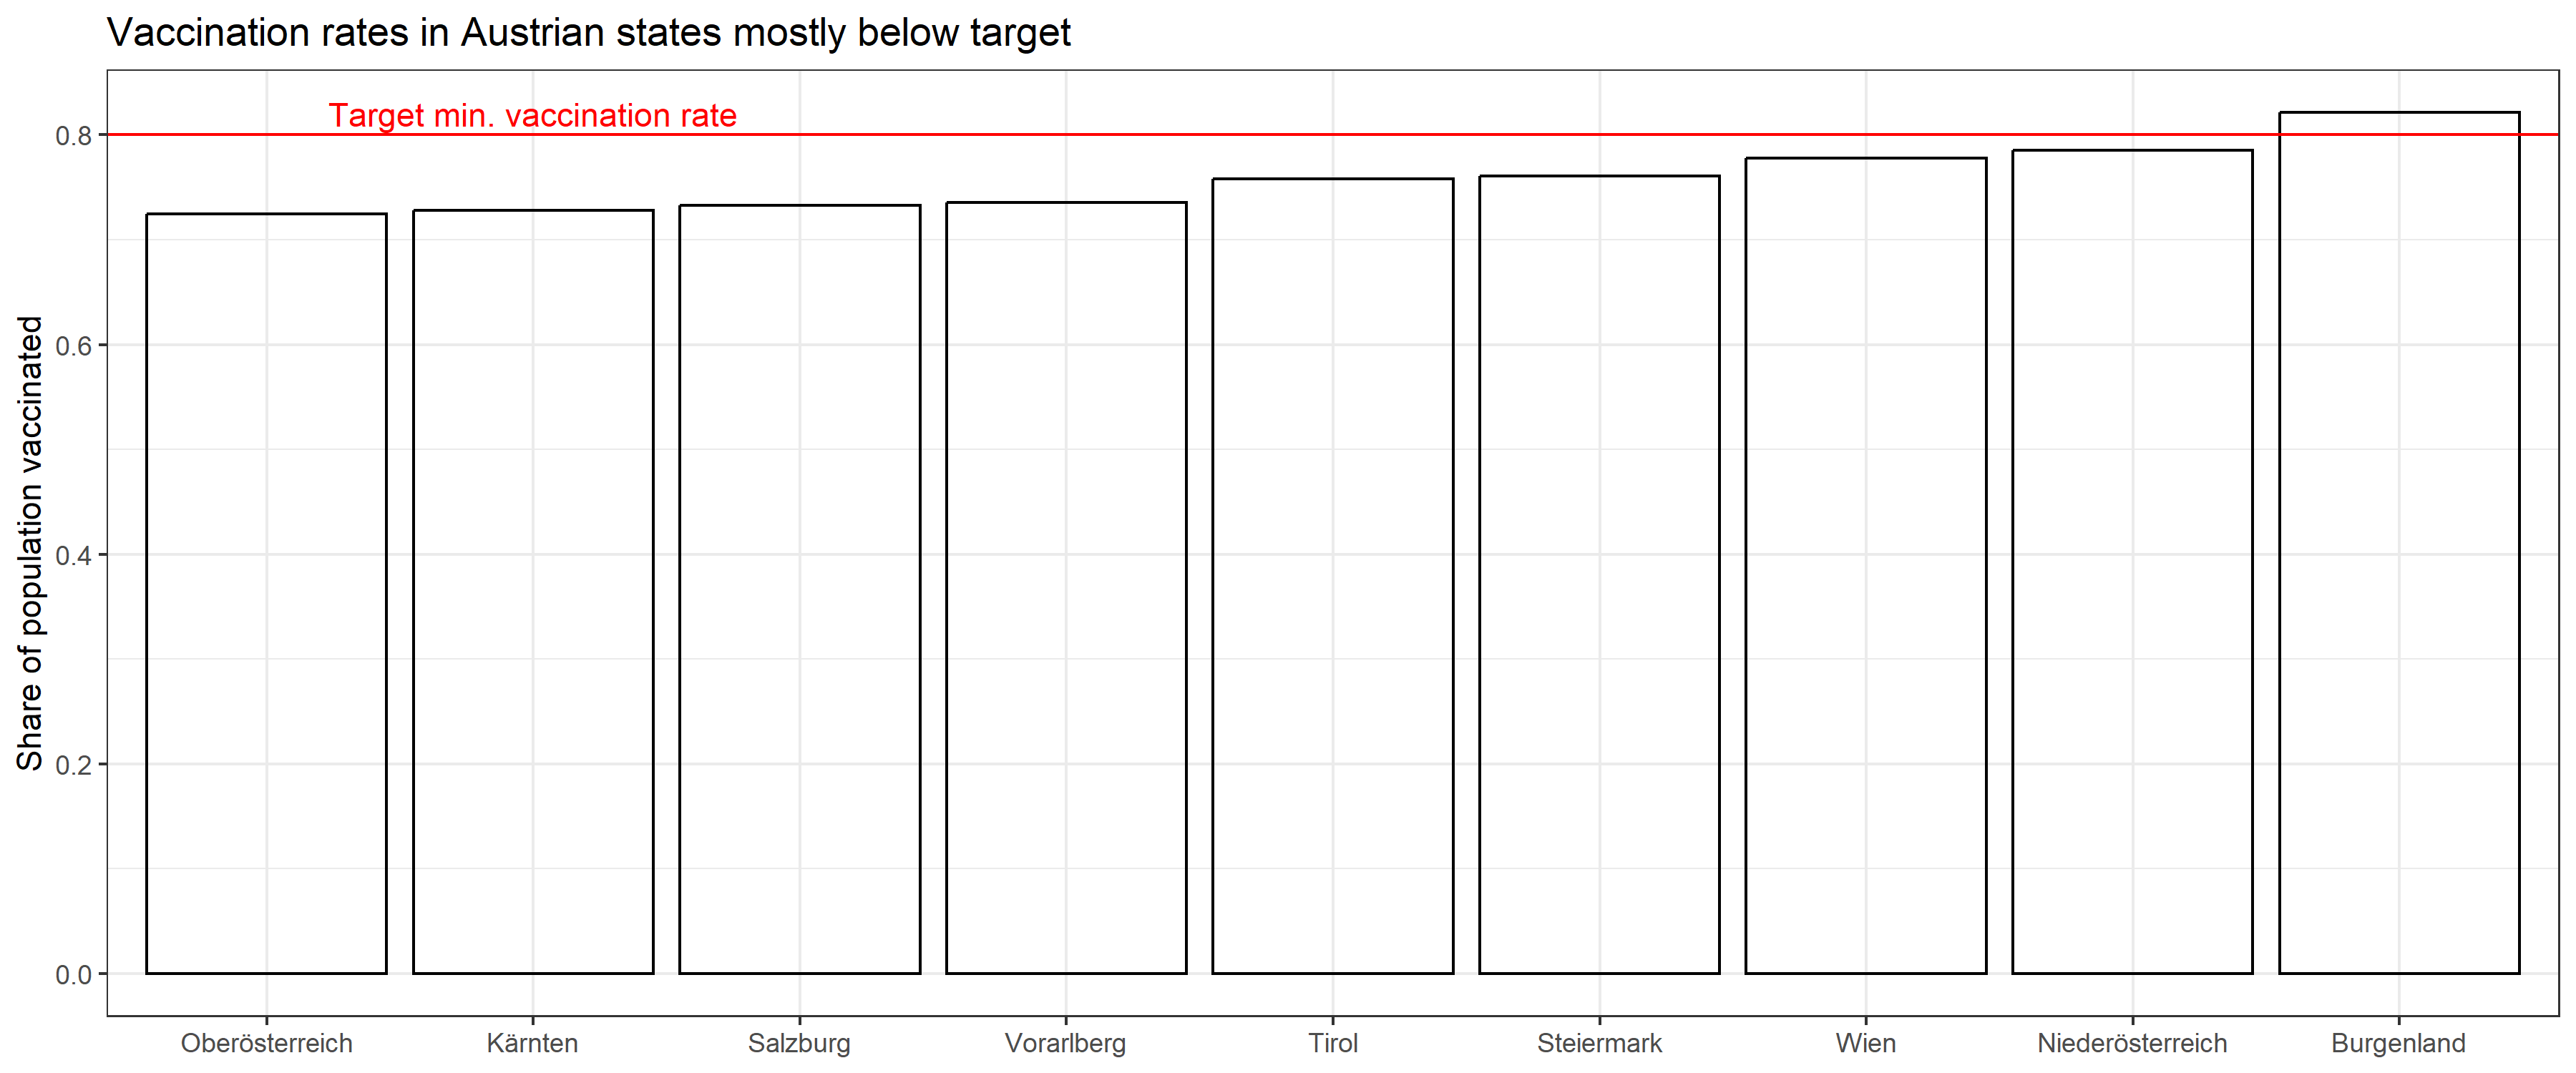 Vaccination rates in Austrian states mostly below target
Target min. vaccination rate
Share of population vaccinated
0.8
0.6
0.4
0.2
0.0
Oberösterreich Kärnten Salzburg Vorarlberg Tirol Steiermark Wien Niederösterreich Burgenland